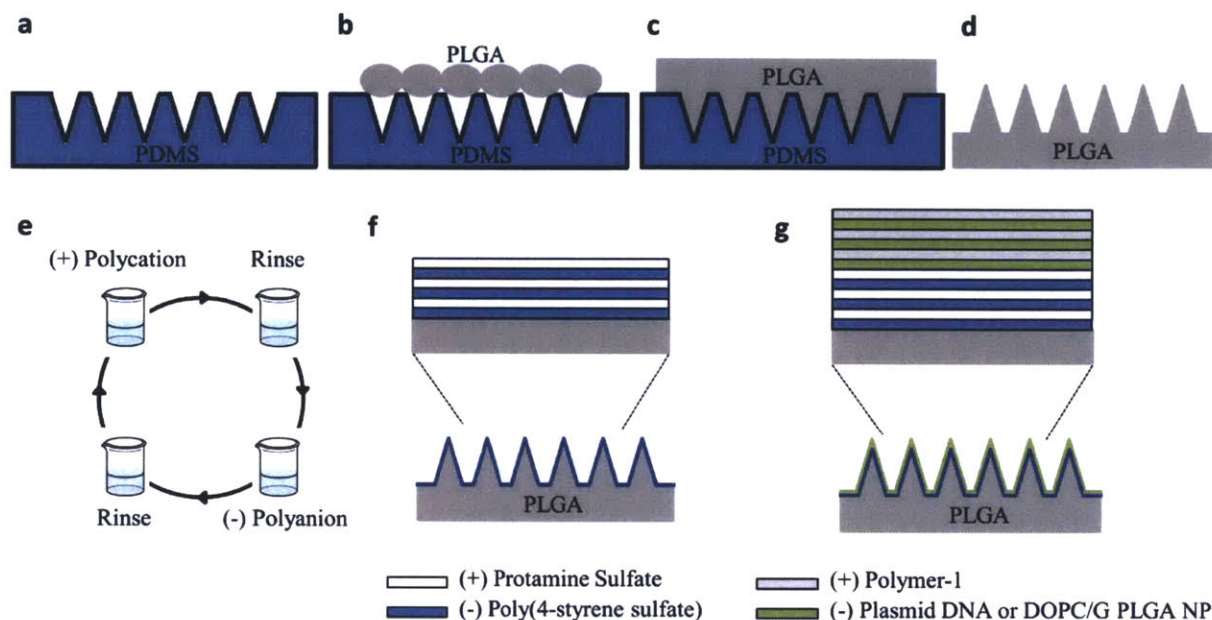 a
PDMS
b
PLGA
PDMS
c
PLGA
PDMS
d
PLGA
e
(+) Polycation
Rinse
Rinse
(-) Polyanion
f
PLGA
g
PLGA
(+) Protamine Sulfate
(-) Poly(4-styrene sulfate)
(+) Polymer-1
(-) Plasmid DNA or DOPC/G PLGA NP